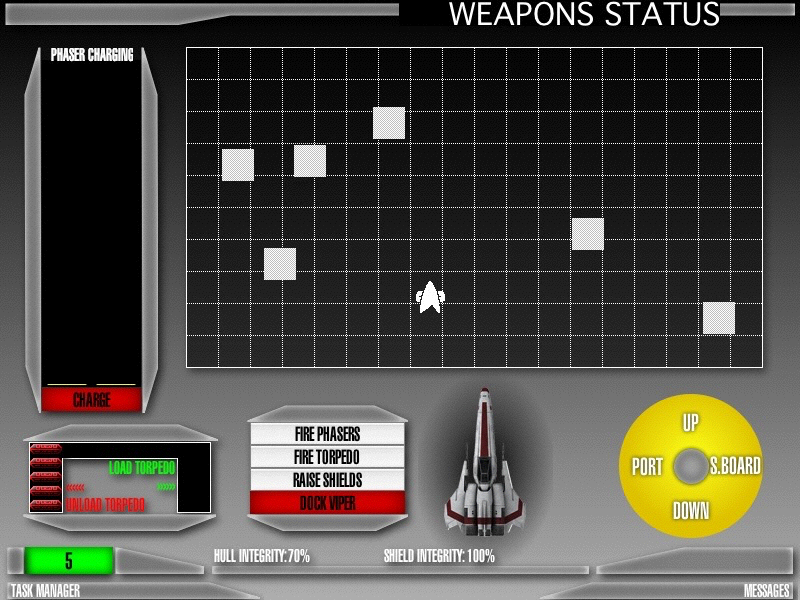 WEAPONS STATUS
PHASER CHARGING
CHARGE
LOAD TORPEDO
UNLOAD TORPEDO
FIRE PHASERS
FIRE TORPEDO
RAISE SHIELDS
DOCK VIPER
UP
PORT
S.BOARD
DOWN
5
HULL INTEGRITY:70%
SHIELD INTEGRITY:100%
TASK MANAGER
MESSAGES